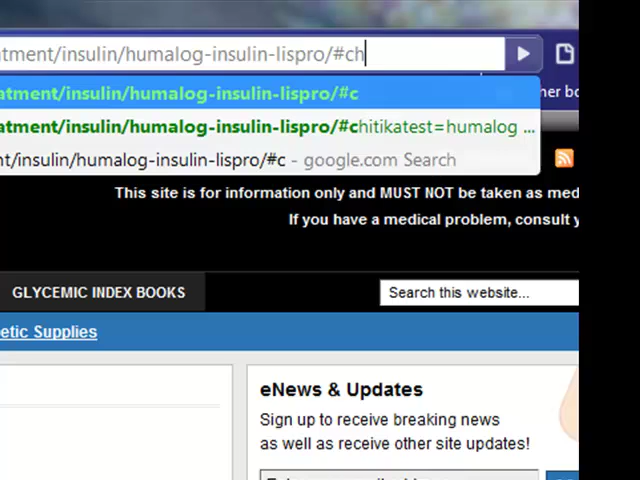 atment/insulin/humalog-insulin-lispro/#ch
atment/insulin/humalog-insulin-lispro/#c
atment/insulin/humalog-insulin-lispro/#chitikatest=humalog ...
nt/insulin/humalog-insulin-lispro/#c - google.com Search
her bo
This site is for information only and MUST NOT be taken as med
If you have a medical problem, consult y
GLYCEMIC INDEX BOOKS
Search this website...
etic Supplies
eNews & Updates
Sign up to receive breaking news
as well as receive other site updates!